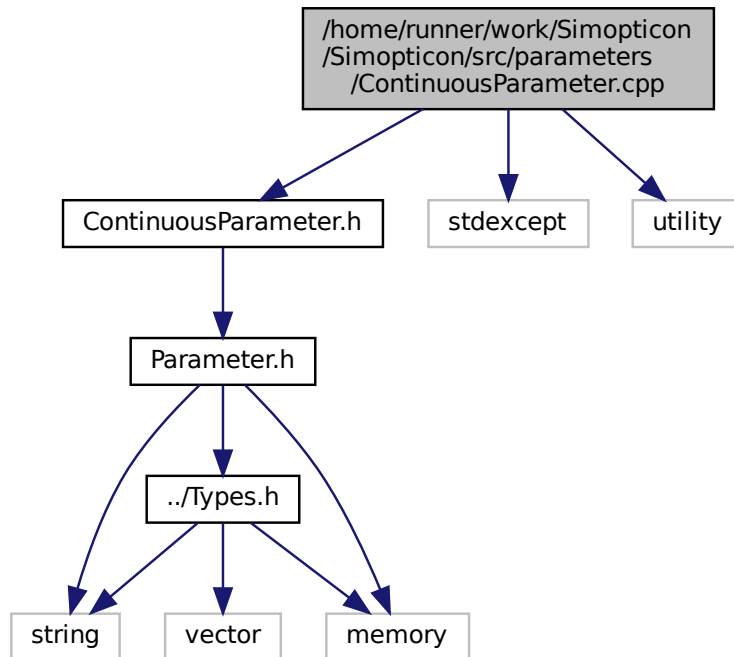 /home/runner/work/Simopticon
/Simopticon/src/parameters
/ContinuousParameter.cpp
ContinuousParameter.h
stdexcept
utility
Parameter.h
../Types.h
string
vector
memory